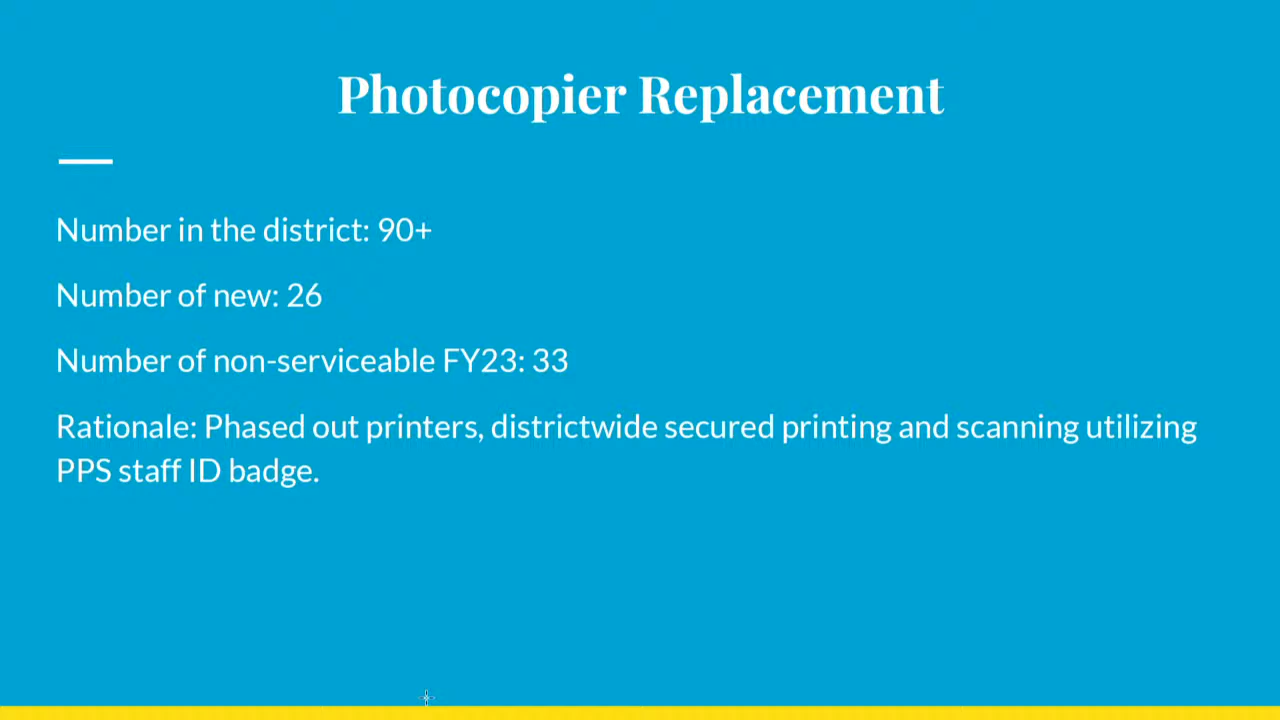 Photocopier Replacement
Number in the district: 90+
Number of new: 26
Number of non-serviceable FY23: 33
Rationale: Phased out printers, districtwide secured printing and scanning utilizing
PPS staff ID badge.